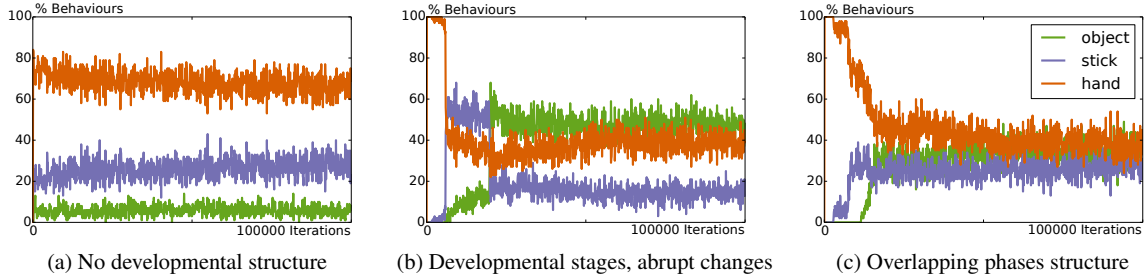 % Behaviours
100
80
60
40
20
0
0
100000 Iterations
(a) No developmental structure
% Behaviours
100
80
60
40
20
0
0
100000 Iterations
(b) Developmental stages, abrupt changes
% Behaviours
100
80
60
40
20
0
0
100000 Iterations
object
stick
hand
(c) Overlapping phases structure